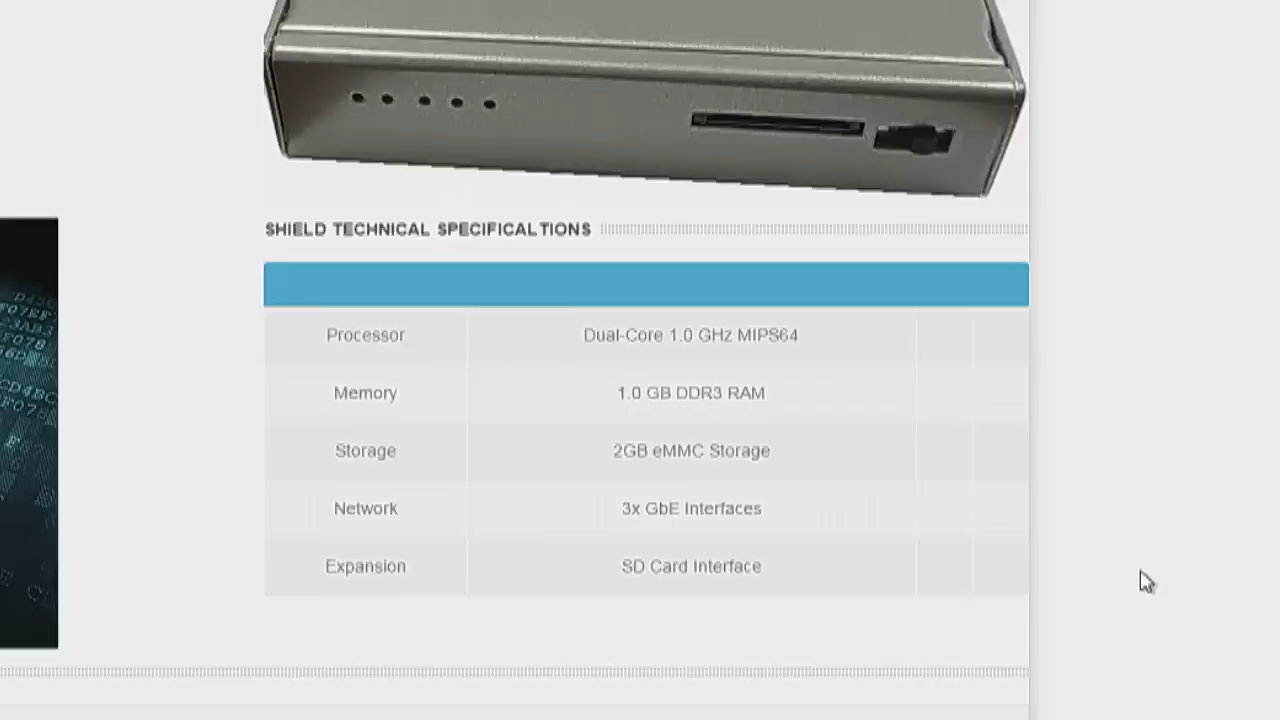 SHIELD TECHNICAL SPECIFICALTIONS
Processor Dual-Core 1.0 GHz MIPS64
Memory 1.0 GB DDR3 RAM
Storage 2GB eMMC Storage
Network 3x GbE Interfaces
Expansion SD Card Interface